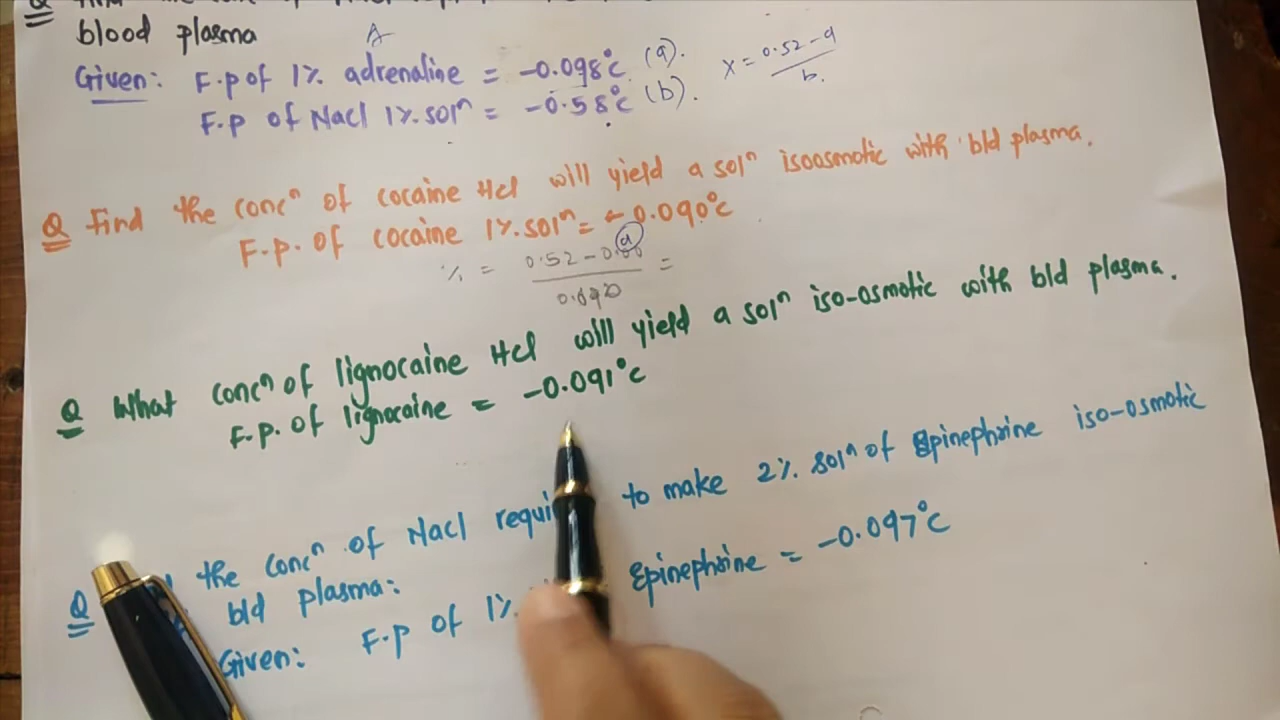 Q
blood plasma
A
Given: F.p of 1% adrenaline = -0.098°c (a).
F.p of Nacl 1% solⁿ = -0.58°c (b).
x = 0.52-a
b.
Q find the concⁿ of cocaine Hcl will yield a solⁿ isoosmotic with bld plasma.
F.p. of cocaine 1% solⁿ = -0.090°c
% = 0.52 - 0. a =
0.090
Q What concⁿ of lignocaine Hcl will yield a solⁿ iso-osmotic with bld plasma.
F.p. of lignocaine = -0.091°c
Q the concⁿ of Nacl requi to make 2% solⁿ of Epinephrine iso-osmotic
bld plasma:
Given: F.p of 1% Epinephrine = -0.097°c